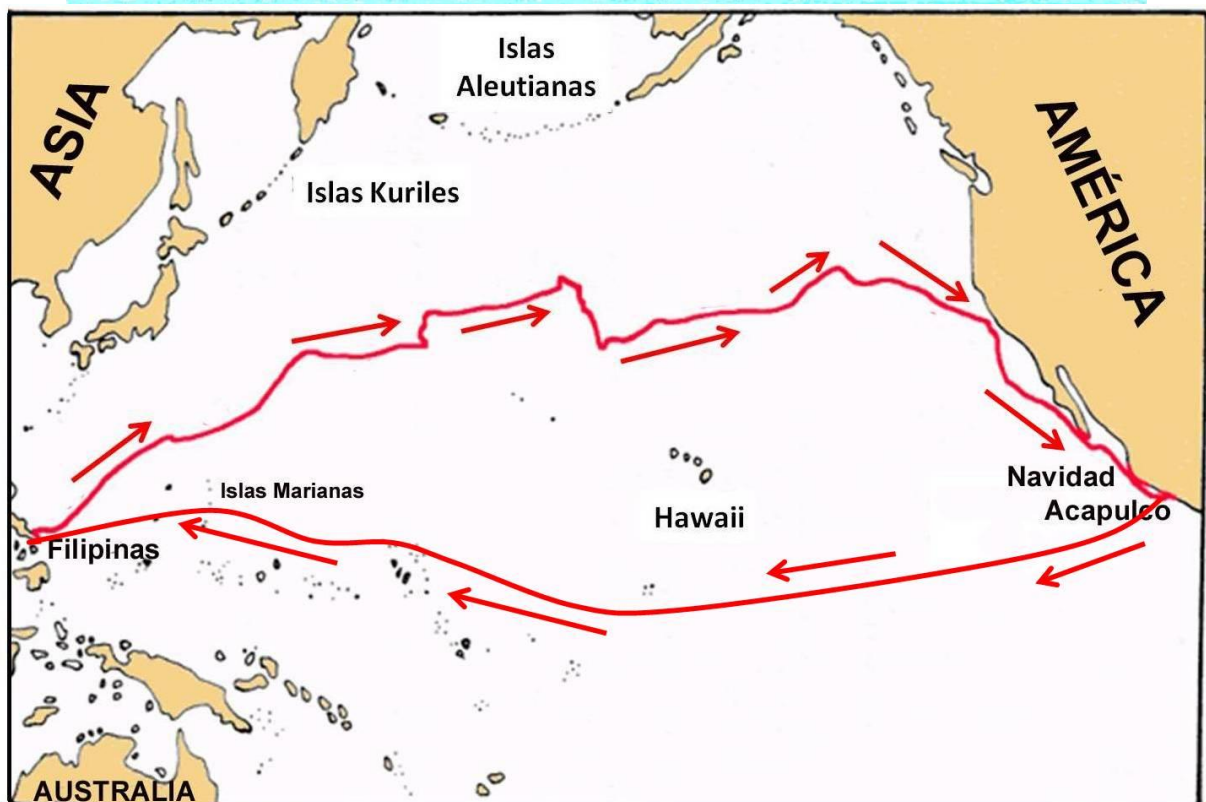 Islas
Aleutianas
ASIA
AMÉRICA
Islas Kuriles
Islas Marianas
Navidad
Acapulco
Hawaii
Filipinas
AUSTRALIA